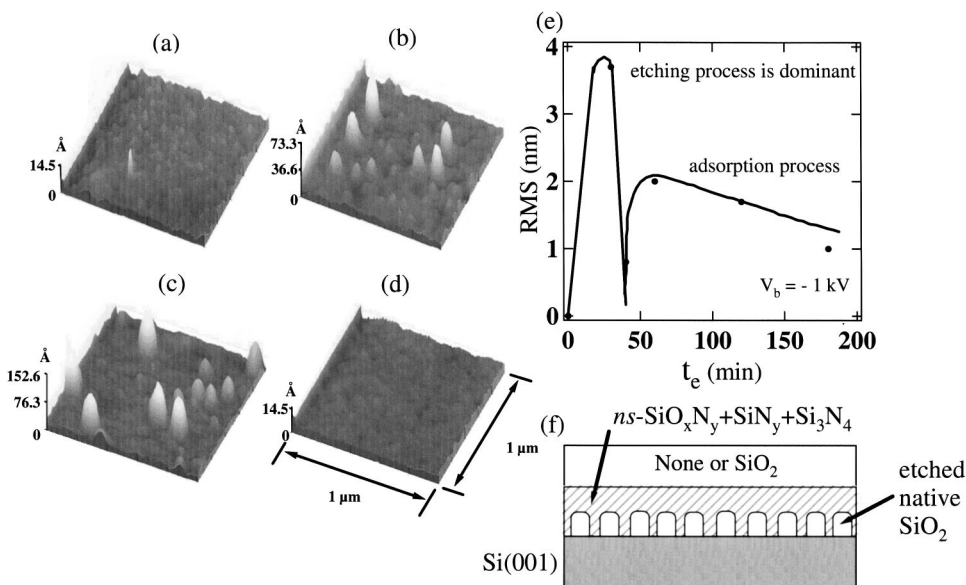 (a)
Å
14.5
0
(b)
Å
73.3
36.6
0
(c)
Å
152.6
76.3
0
(d)
Å
14.5
0
1 µm
1 µm
(e)
4
3
2
1
0
RMS (nm)
etching process is dominant
adsorption process
V_b = - 1 kV
0 50 100 150 200
t_e (min)
(f)
ns-SiO_xN_y+SiN_y+Si_3N_4
None or SiO_2
etched
native
SiO_2
Si(001)